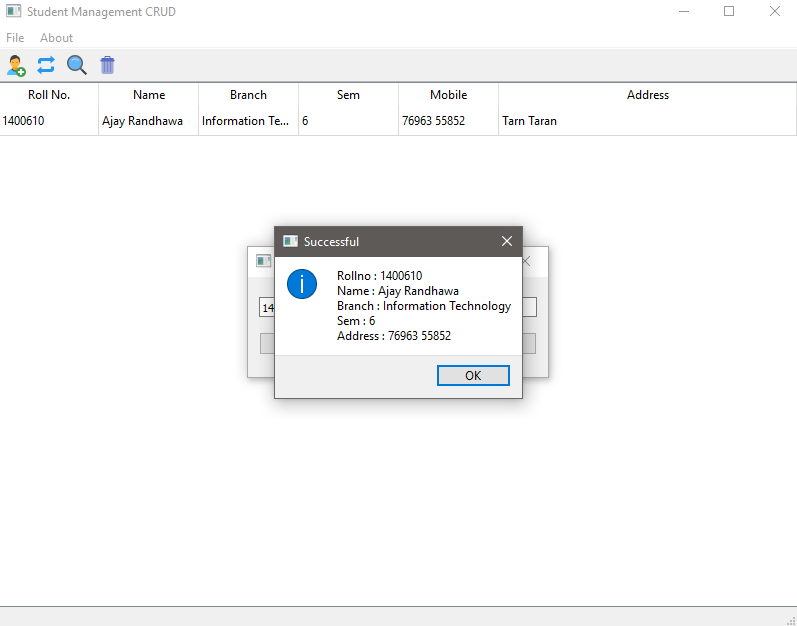 Student Management CRUD
File About
Roll No. Name Branch Sem Mobile Address
1400610 Ajay Randhawa Information Te... 6 76963 55852 Tarn Taran
Successful
Rollno : 1400610
Name : Ajay Randhawa
Branch : Information Technology
Sem : 6
Address : 76963 55852
14
OK